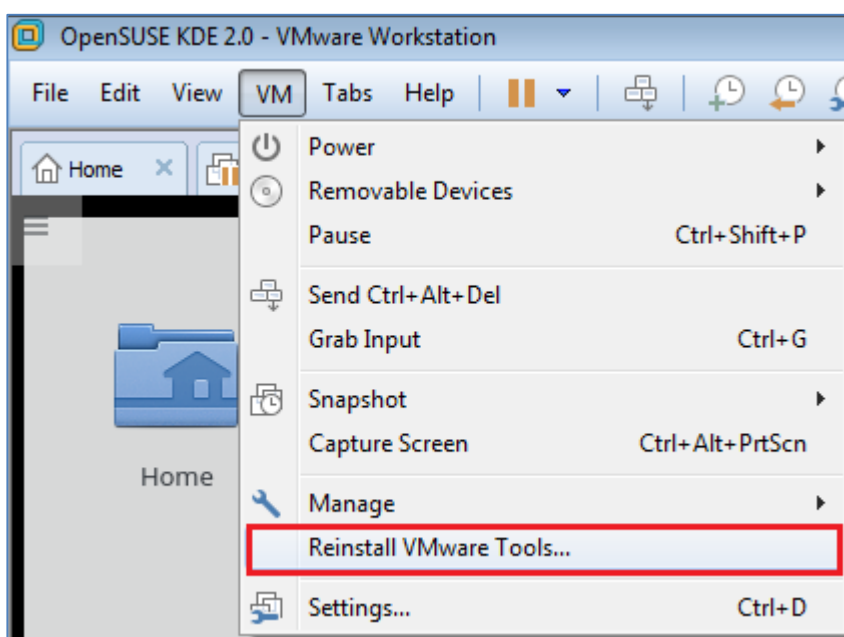 OpenSUSE KDE 2.0 - VMware Workstation
File Edit View VM Tabs Help
Home
Power
Removable Devices
Pause Ctrl+Shift+P
Send Ctrl+Alt+Del
Grab Input Ctrl+G
Snapshot
Capture Screen Ctrl+Alt+PrtScn
Home
Manage
Reinstall VMware Tools...
Settings... Ctrl+D